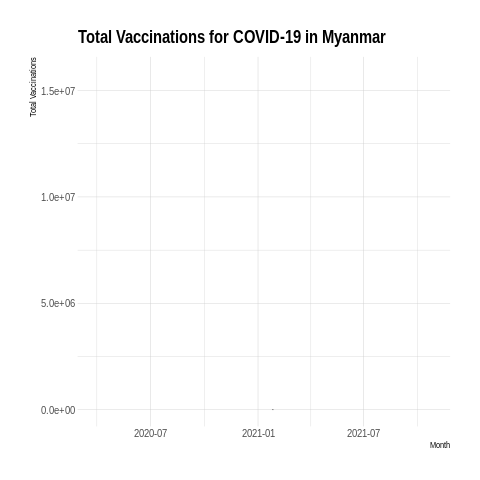 Total Vaccinations for COVID-19 in Myanmar
Total Vaccinations
1.5e+07
1.0e+07
5.0e+06
0.0e+00
2020-07
2021-01
2021-07
Month